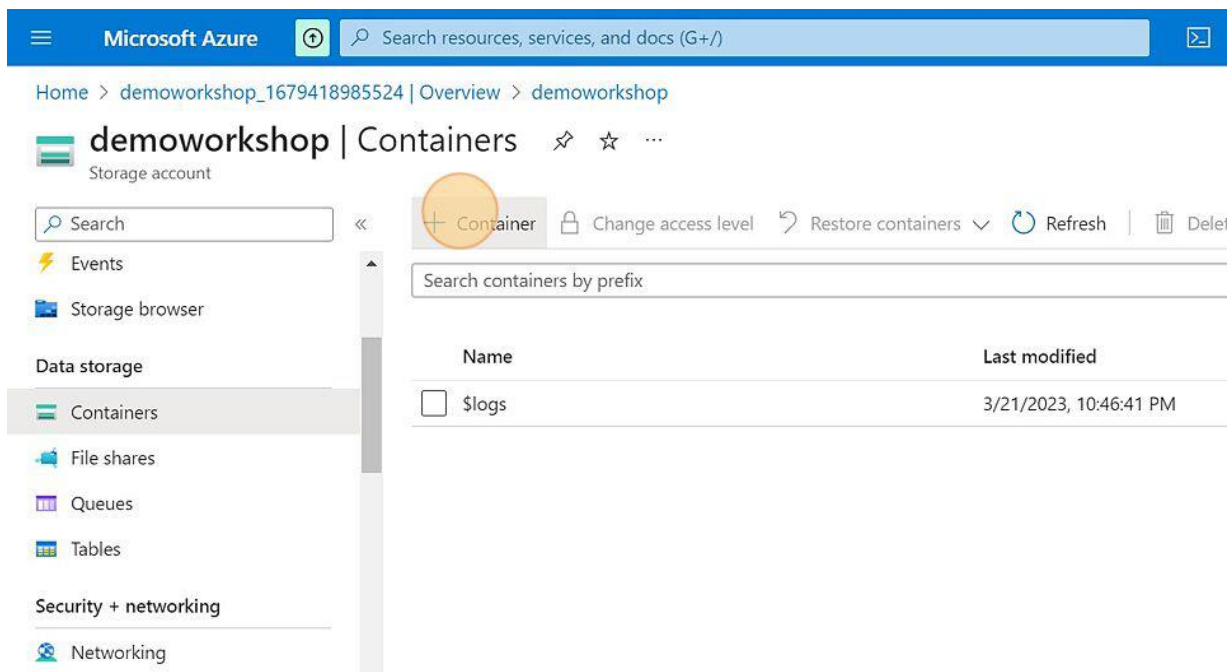 Microsoft Azure
Search resources, services, and docs (G+/)
Home > demoworkshop_1679418985524 | Overview > demoworkshop
demoworkshop | Containers ...
Storage account
Search
«
+ Container
Change access level
Restore containers
Refresh
Delet
Events
Storage browser
Data storage
Containers
File shares
Queues
Tables
Security + networking
Networking
Search containers by prefix
Name Last modified
$logs 3/21/2023, 10:46:41 PM